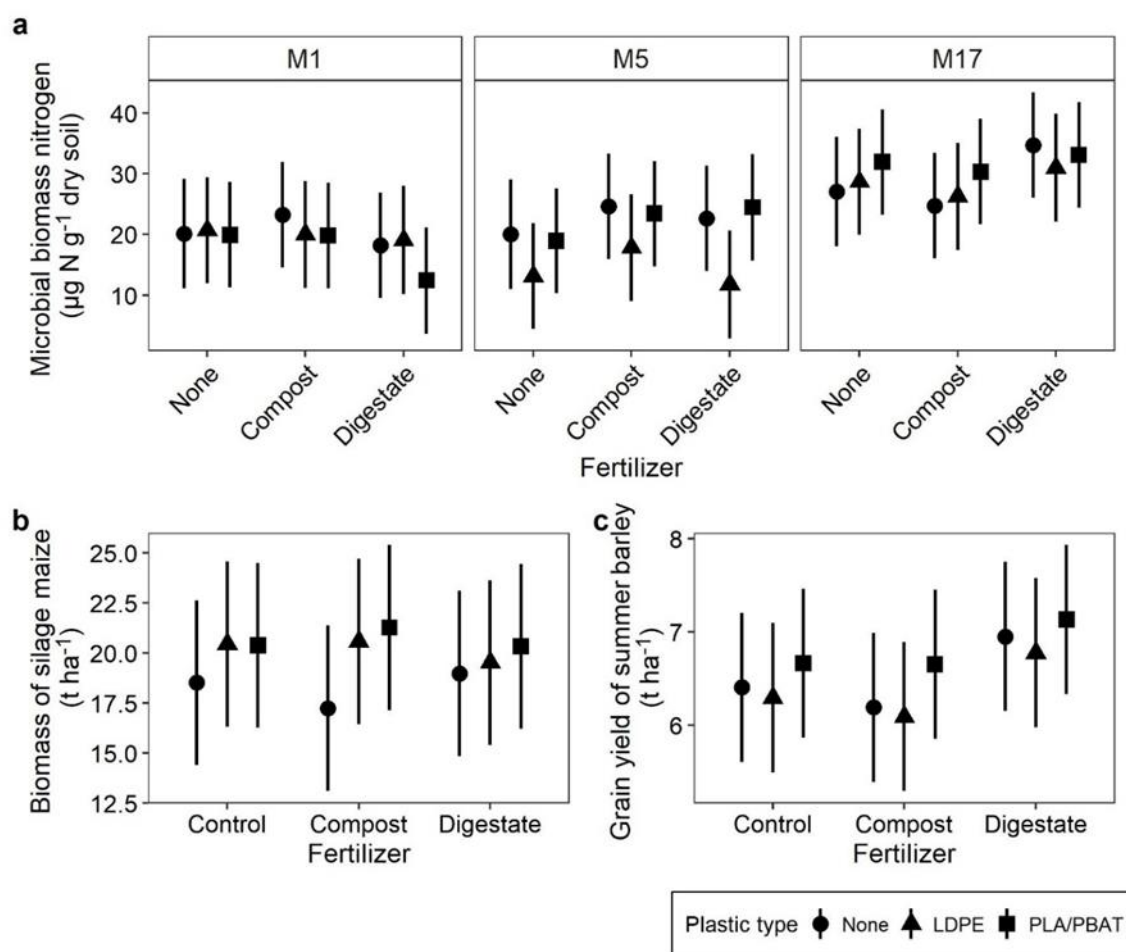 a
M1 M5 M17
Microbial biomass nitrogen
(µg N g⁻¹ dry soil)
40
30
20
10
None Compost Digestate None Compost Digestate None Compost Digestate
Fertilizer
b
Biomass of silage maize
(t ha⁻¹)
25.0
22.5
20.0
17.5
15.0
12.5
Control Compost Digestate
Fertilizer
c
Grain yield of summer barley
(t ha⁻¹)
8
7
6
Control Compost Digestate
Fertilizer
Plastic type None LDPE PLA/PBAT